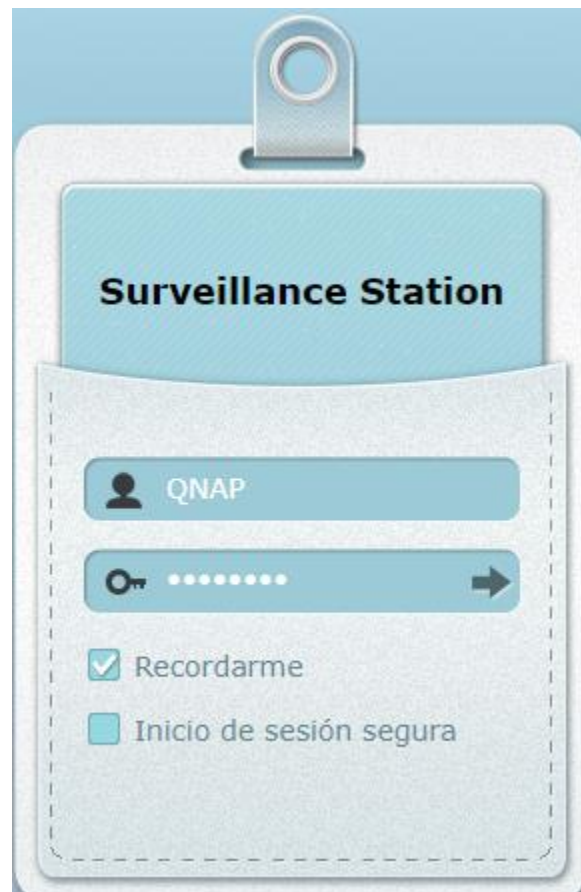 Surveillance Station
QNAP
••••••••
Recordarme
Inicio de sesión segura